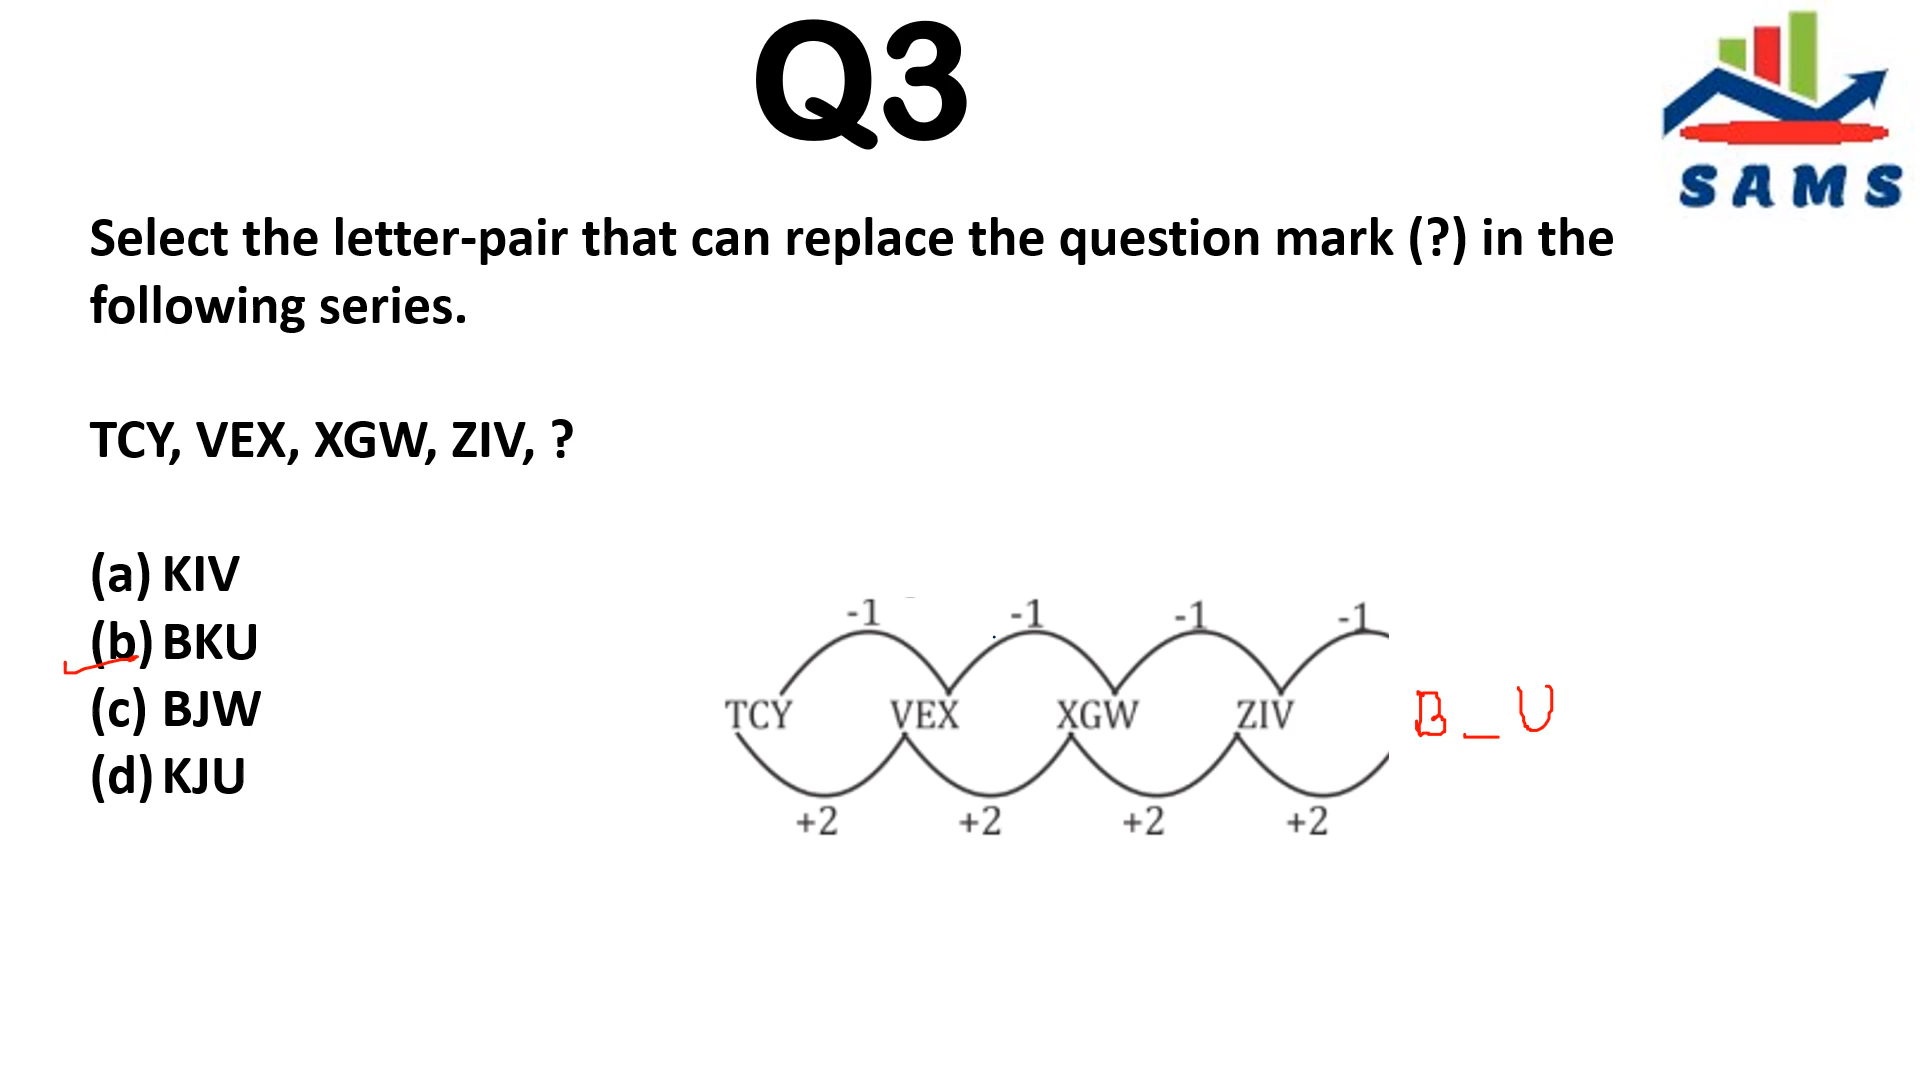 Q3
SAMS
Select the letter-pair that can replace the question mark (?) in the
following series.
TCY, VEX, XGW, ZIV, ?
(a) KIV
(b) BKU
(c) BJW
(d) KJU
-1 -1 -1 -1
TCY VEX XGW ZIV B _ U
+2 +2 +2 +2